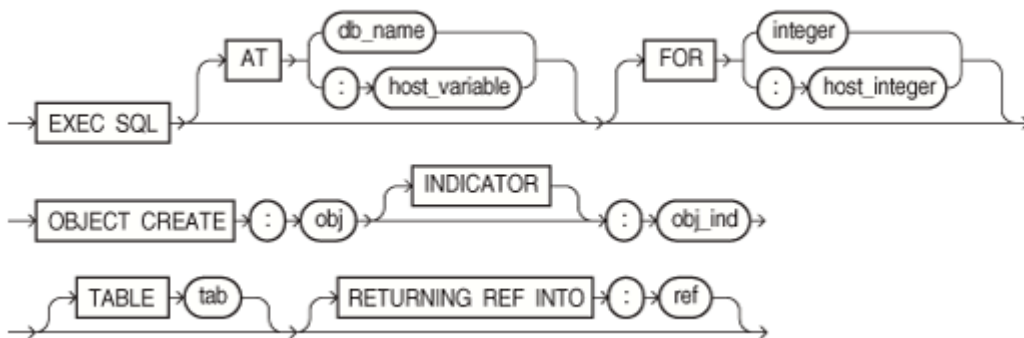 db_name integer
AT FOR
: host_variable : host_integer
EXEC SQL
INDICATOR
OBJECT CREATE : obj : obj_ind
TABLE tab RETURNING REF INTO : ref